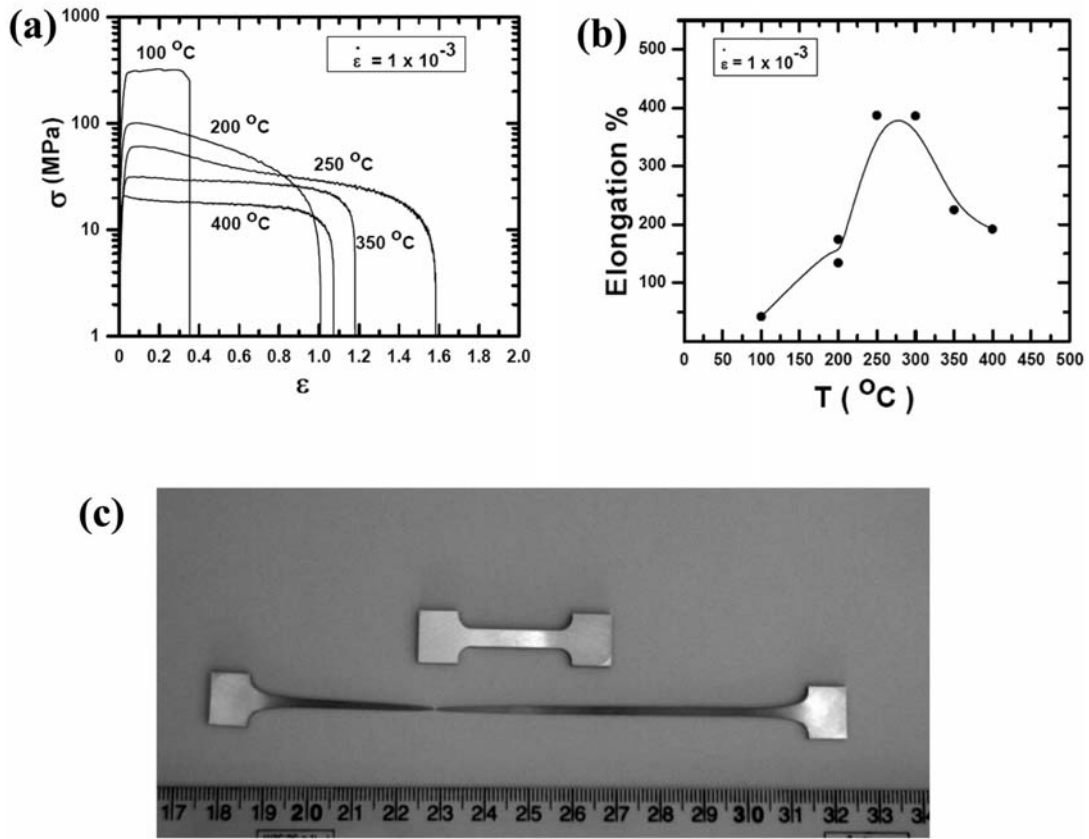 (a)
1000
100
10
1
σ (MPa)
100 °C
ε̇ = 1 x 10⁻³
200 °C
250 °C
350 °C
400 °C
0 0.2 0.4 0.6 0.8 1.0 1.2 1.4 1.6 1.8 2.0
ε
(b)
500
400
300
200
100
Elongation %
ε̇ = 1 x 10⁻³
0 50 100 150 200 250 300 350 400 450 500
T ( °C )
(c)
17 18 19 20 21 22 23 24 25 26 27 28 29 30 31 32 33 34